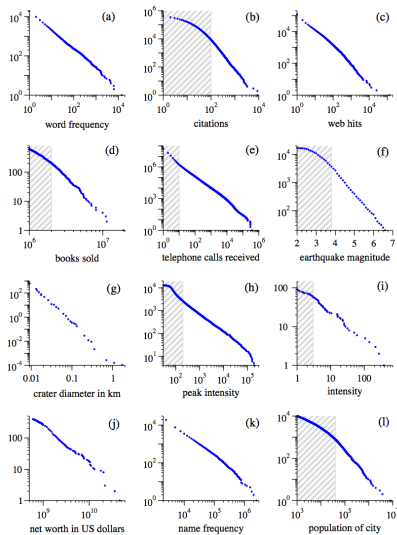 (a)
10^4
10^2
10^0
10^0 10^2 10^4
word frequency
(b)
10^6
10^4
10^2
10^0
10^0 10^2 10^4
citations
(c)
10^4
10^2
10^0
10^0 10^2 10^4
web hits
(d)
100
10
1
10^6 10^7
books sold
(e)
10^6
10^3
10^0
10^0 10^2 10^4 10^6
telephone calls received
(f)
10^4
10^3
10^2
2 3 4 5 6 7
earthquake magnitude
(g)
10^2
10^0
10^-2
10^-4
0.01 0.1 1
crater diameter in km
(h)
10^4
10^3
10^2
10^1
10^2 10^3 10^4 10^5
peak intensity
(i)
100
10
1
1 10 100
intensity
(j)
100
10
1
10^9 10^10
net worth in US dollars
(k)
10^4
10^2
10^0
10^4 10^5 10^6
name frequency
(l)
10^4
10^2
10^0
10^3 10^5 10^7
population of city